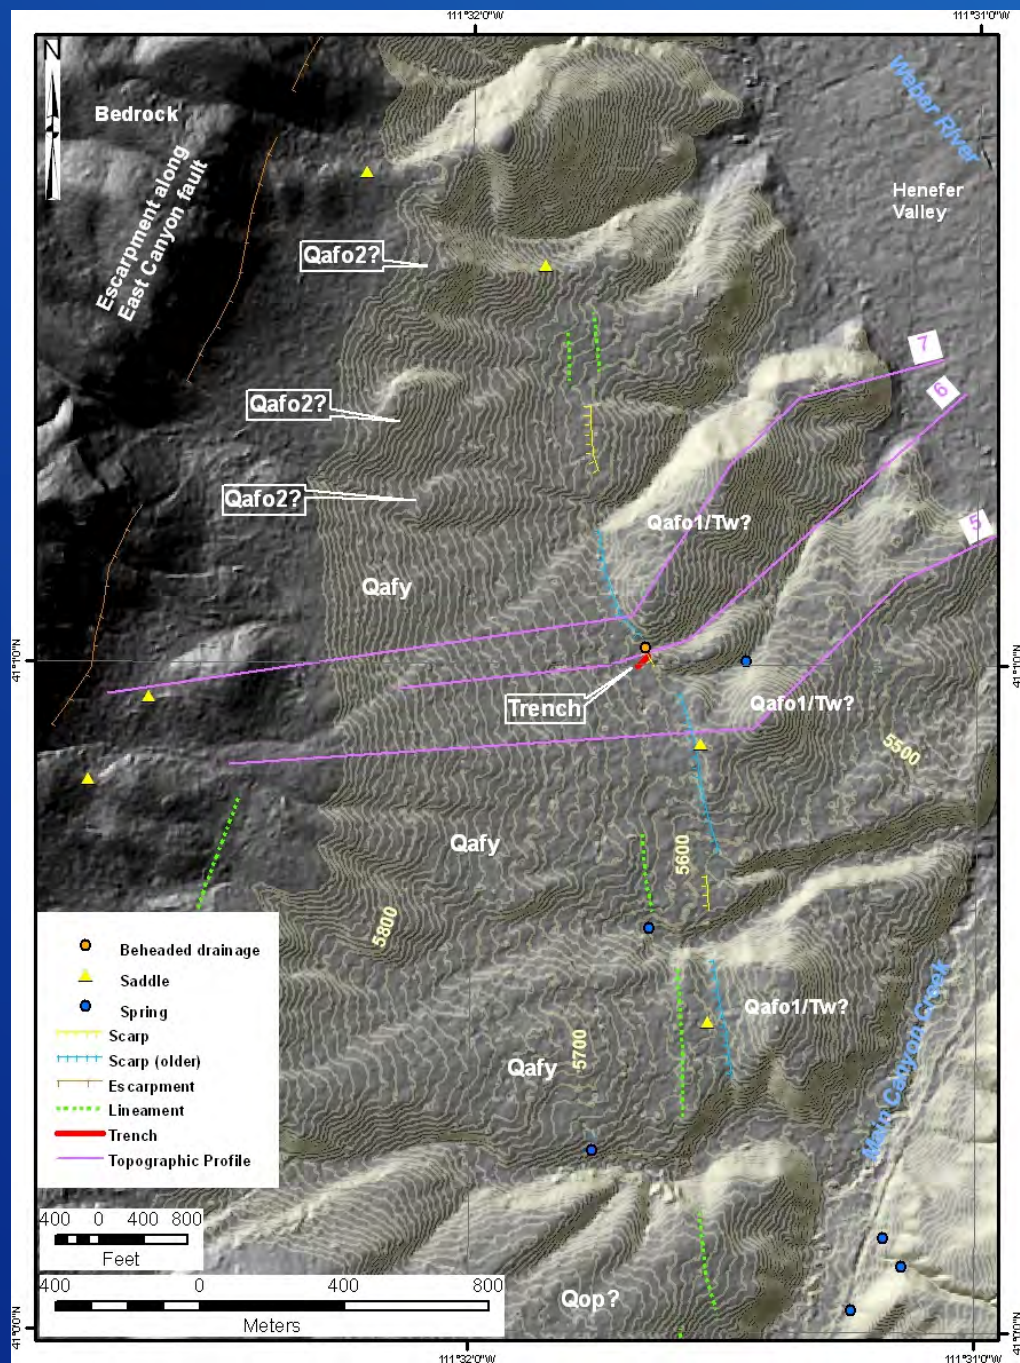 111°32'0"W
111°31'0"W
N
Bedrock
Weber River
Henefer
Valley
Escarpment along
East Canyon fault
Qafo2?
7
6
Qafo2?
Qafo2?
Qafo1/Tw?
5
Qafy
41°1'0"N
41°1'0"N
Trench
Qafo1/Tw?
5500
Qafy
5600
5800
Beheaded drainage
Saddle
Spring
Scarp
Scarp (older)
Escarpment
Lineament
Trench
Topographic Profile
Qafo1/Tw?
5700
Qafy
Main Canyon Creek
400 0 400 800
Feet
400 0 400 800
Meters
Qop?
41°0'0"N
41°0'0"N
111°32'0"W
111°31'0"W